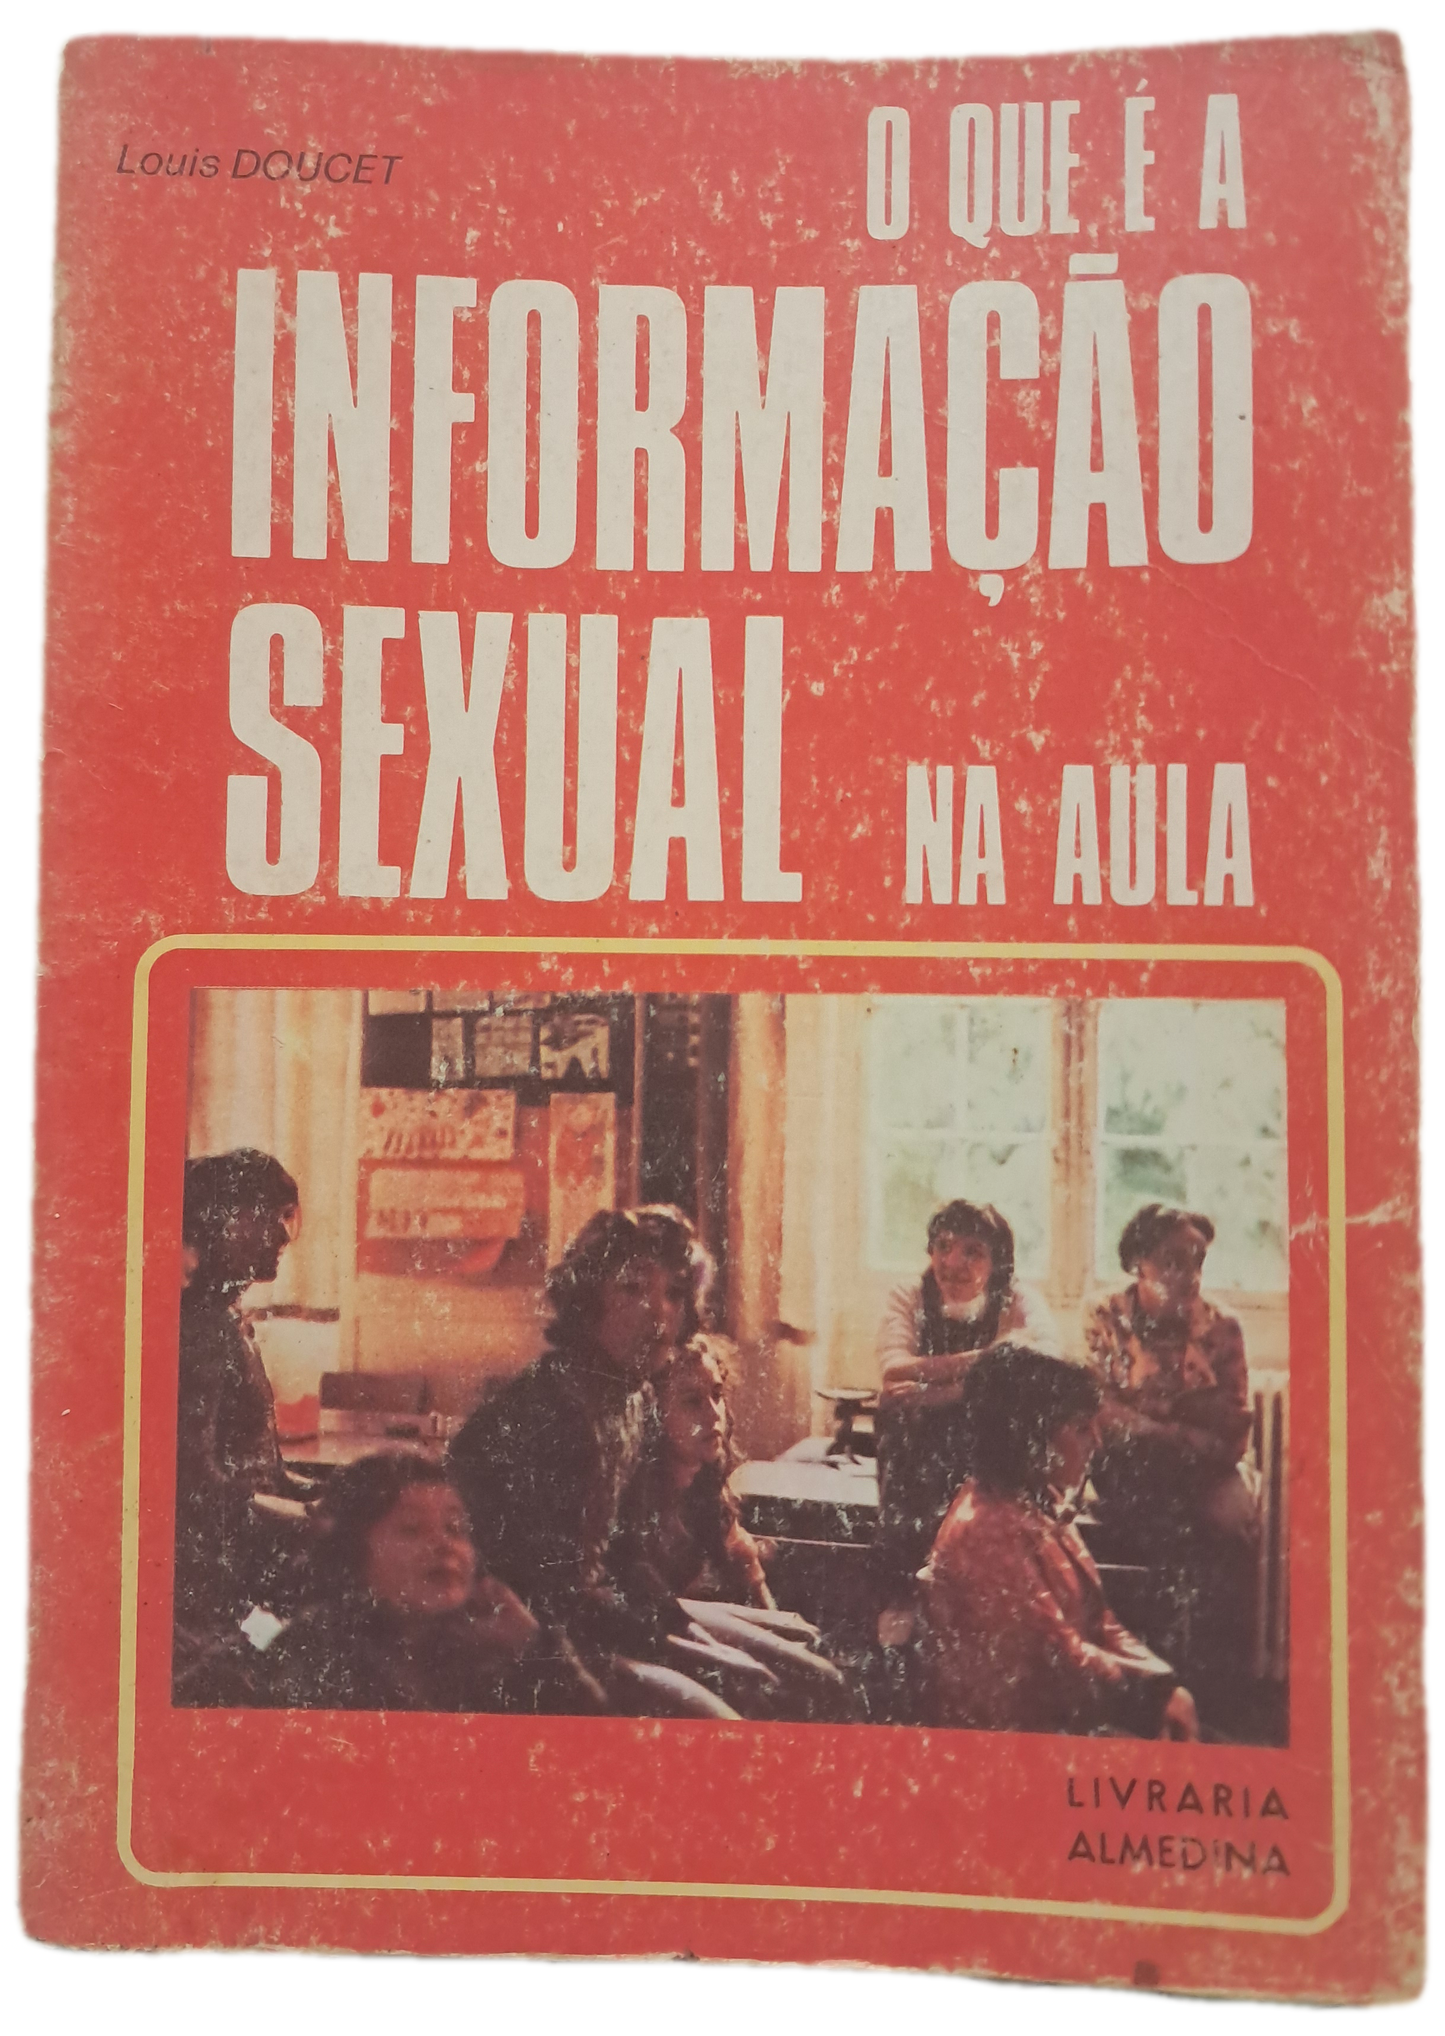 Louis DOUCET
O QUE É A
INFORMAÇÃO
SEXUAL NA AULA
LIVRARIA
ALMEDINA